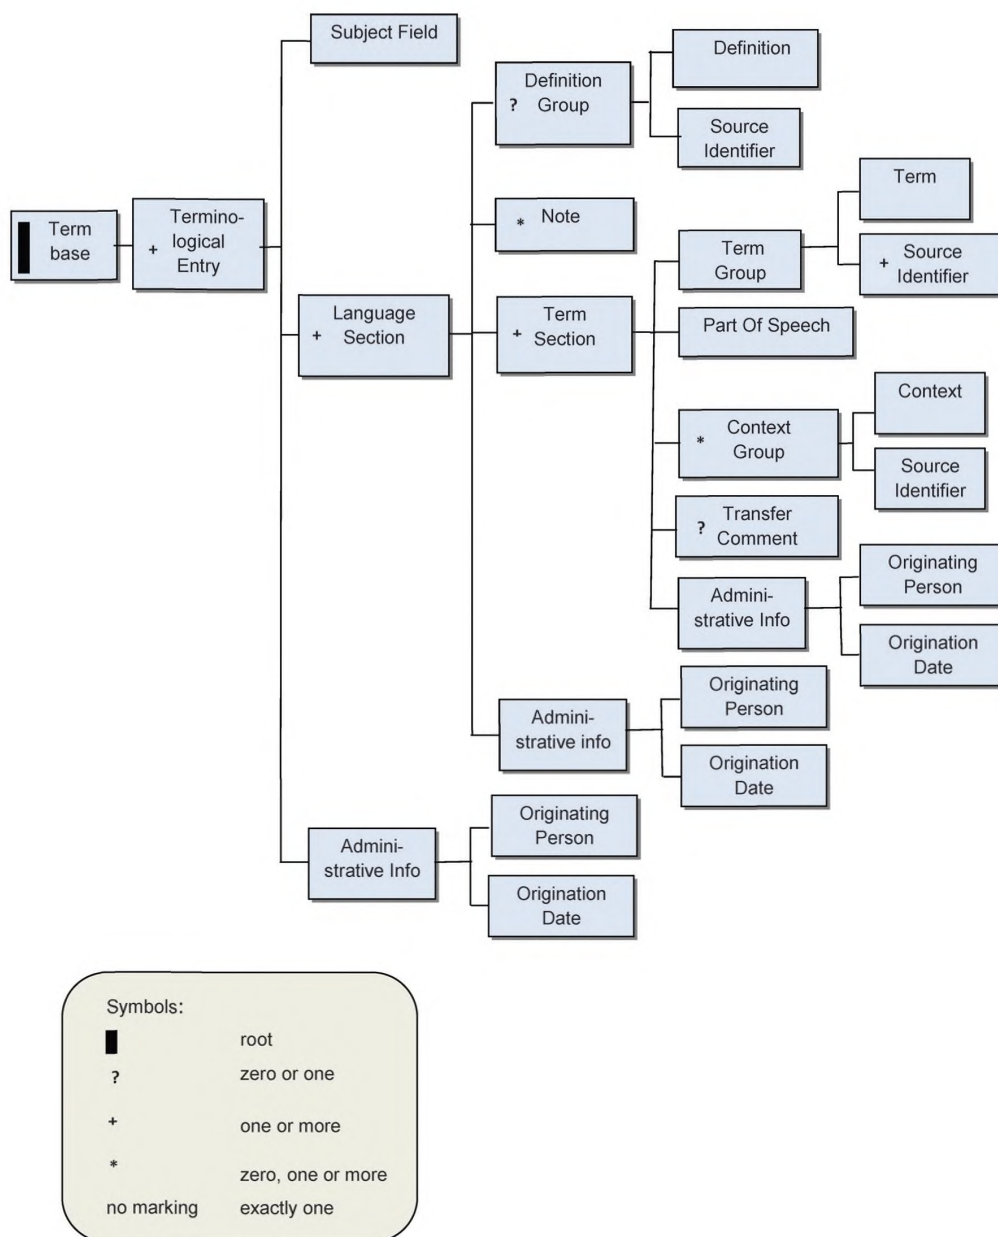 Subject Field
Definition
Definition
? Group
Source
Identifier
Term
Term
base
Termino-
+ logical
Entry
* Note
Term
Group
+ Source
Identifier
Language
+ Section
Term
+ Section
Part Of Speech
Context
* Context
Group
Source
Identifier
? Transfer
Comment
Originating
Person
Admini-
strative Info
Origination
Date
Originating
Person
Admini-
strative info
Origination
Date
Originating
Person
Admini-
strative Info
Origination
Date
Symbols:
root
? zero or one
+ one or more
* zero, one or more
no marking exactly one